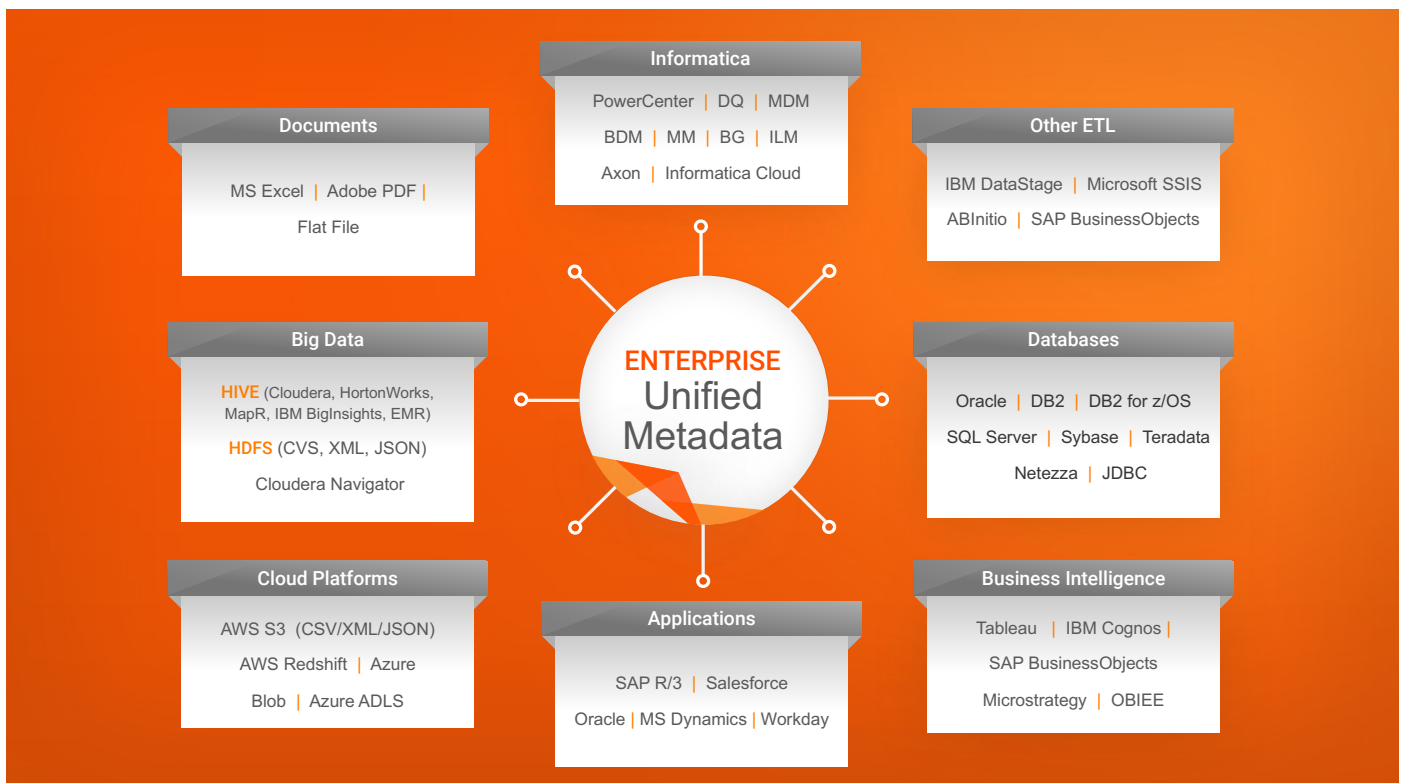 Informatica
PowerCenter | DQ | MDM
BDM | MM | BG | ILM
Axon | Informatica Cloud
Documents
MS Excel | Adobe PDF |
Flat File
Other ETL
IBM DataStage | Microsoft SSIS
ABInitio | SAP BusinessObjects
Big Data
HIVE (Cloudera, HortonWorks,
MapR, IBM BigInsights, EMR)
HDFS (CVS, XML, JSON)
Cloudera Navigator
ENTERPRISE
Unified
Metadata
Databases
Oracle | DB2 | DB2 for z/OS
SQL Server | Sybase | Teradata
Netezza | JDBC
Cloud Platforms
AWS S3 (CSV/XML/JSON)
AWS Redshift | Azure
Blob | Azure ADLS
Applications
SAP R/3 | Salesforce
Oracle | MS Dynamics | Workday
Business Intelligence
Tableau | IBM Cognos |
SAP BusinessObjects
Microstrategy | OBIEE